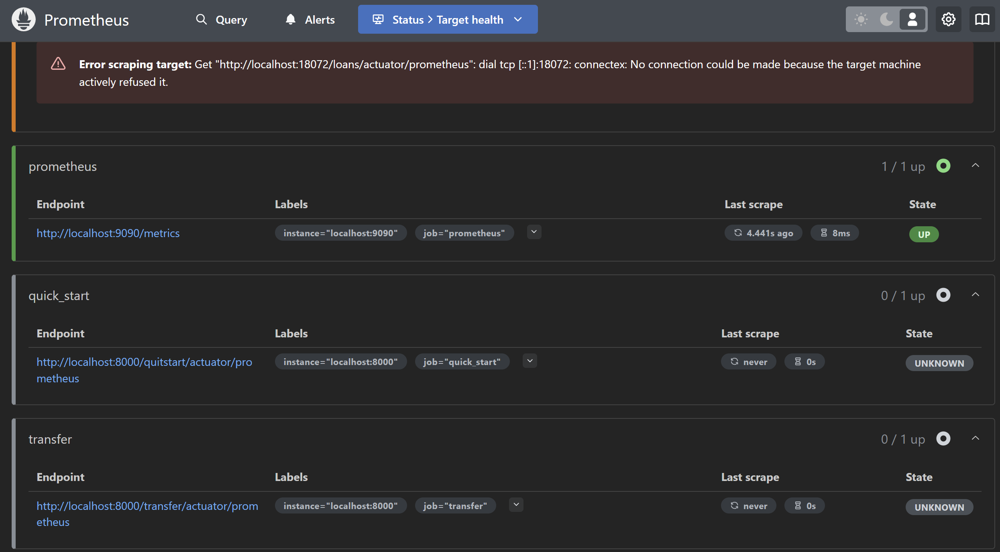 Prometheus
Query
Alerts
Status > Target health
Error scraping target: Get "http://localhost:18072/loans/actuator/prometheus": dial tcp [::1]:18072: connectex: No connection could be made because the target machine
actively refused it.
prometheus
1 / 1 up
Endpoint Labels Last scrape State
http://localhost:9090/metrics instance="localhost:9090" job="prometheus" 4.441s ago 8ms UP
quick_start
0 / 1 up
Endpoint Labels Last scrape State
http://localhost:8000/quitstart/actuator/pro instance="localhost:8000" job="quick_start" never 0s UNKNOWN
metheus
transfer
0 / 1 up
Endpoint Labels Last scrape State
http://localhost:8000/transfer/actuator/prom instance="localhost:8000" job="transfer" never 0s UNKNOWN
etheus